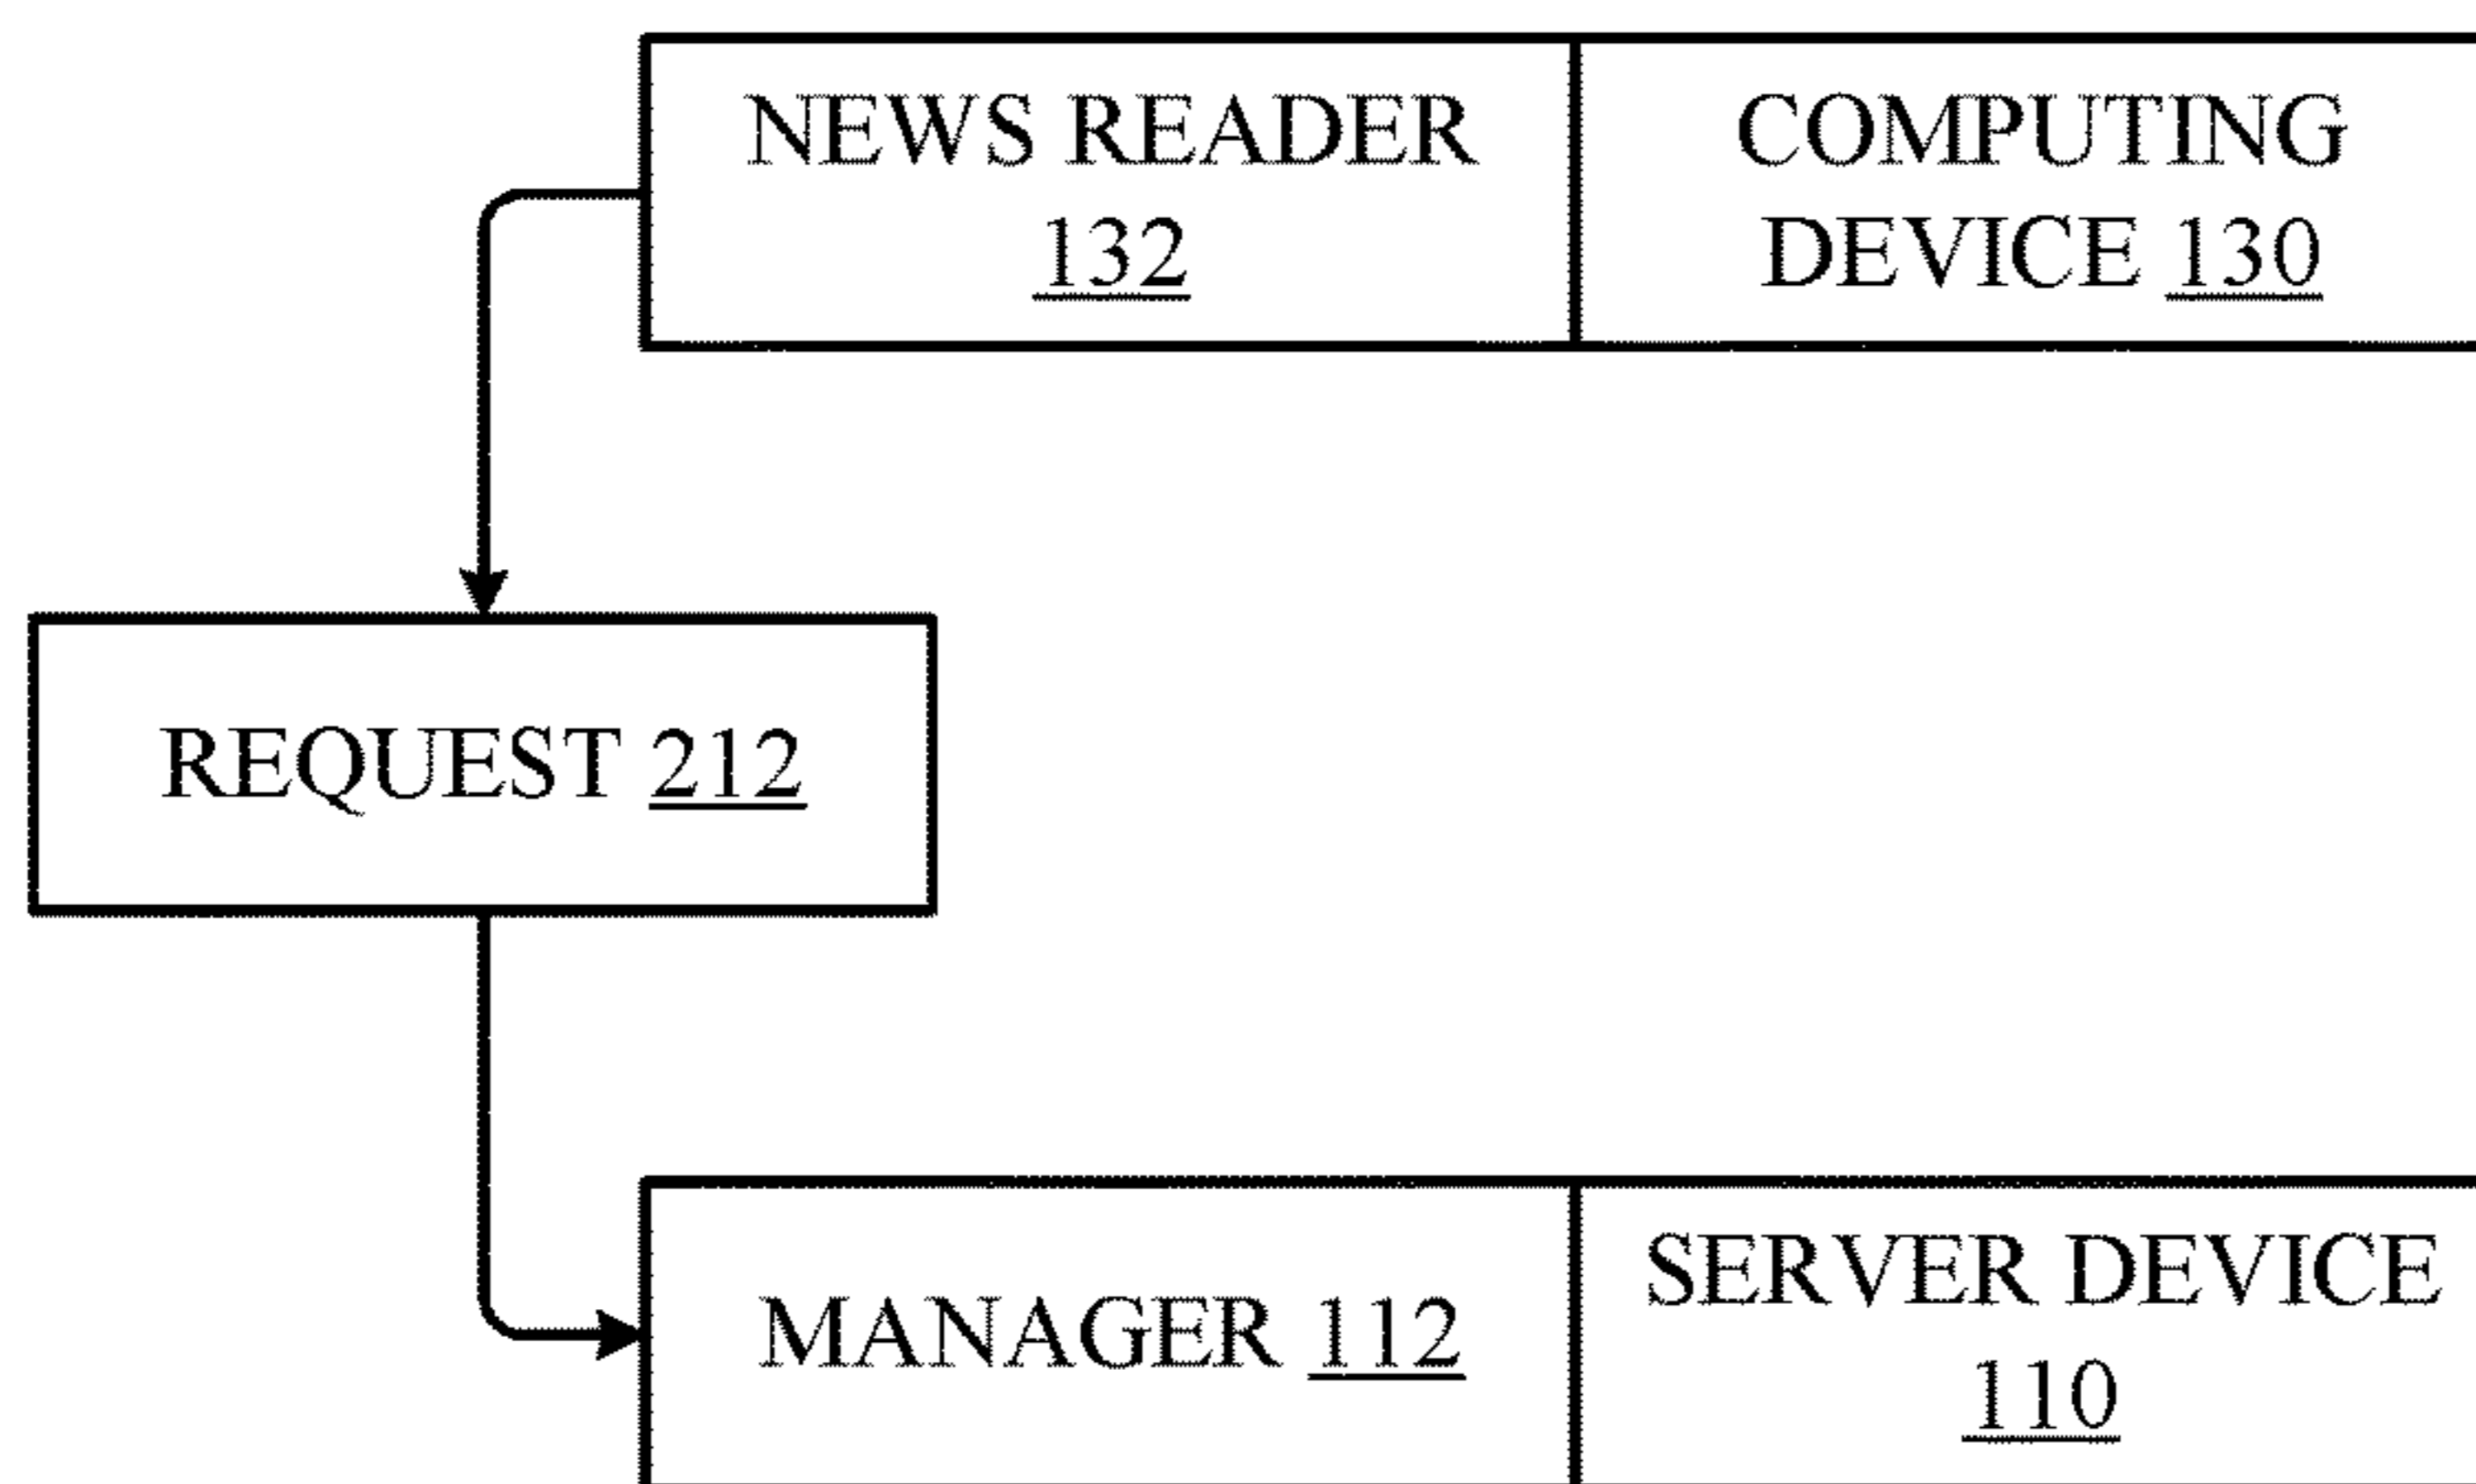 NEWS READER
132
COMPUTING
DEVICE 130
REQUEST 212
MANAGER 112
SERVER DEVICE
110